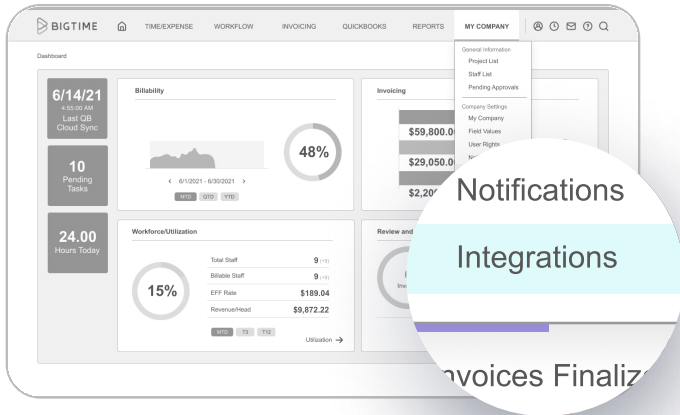 BIGTIME
TIME/EXPENSE WORKFLOW INVOICING QUICKBOOKS REPORTS MY COMPANY
Dashboard
General Information
Project List
Staff List
Pending Approvals
Company Settings
My Company
Field Values
User Rights
6/14/21
4:55:00 AM
Last QB
Cloud Sync
10
Pending
Tasks
24.00
Hours Today
Billability
48%
6/1/2021 - 6/30/2021
MTD QTD YTD
Invoicing
$59,800.0
$29,050.0
$2,20
Workforce/Utilization
15%
Total Staff 9 (+9)
Billable Staff 9 (+9)
EFF Rate $189.04
Revenue/Head $9,872.22
MTD T3 T12
Utilization →
Review and
Notifications
Integrations
nvoices Finaliz